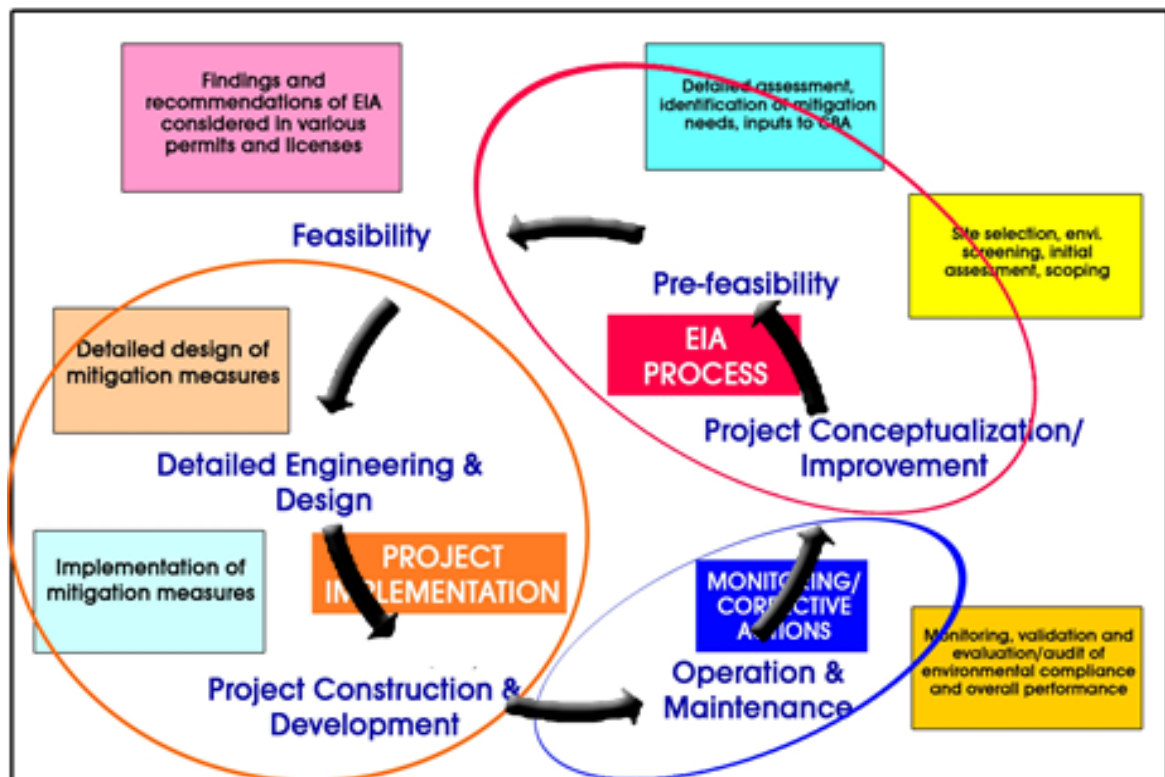 Findings and
recommendations of EIA
considered in various
permits and licenses
Detailed assessment,
identification of mitigation
needs, inputs to CBA
Site selection, envi.
screening, initial
assessment, scoping
Feasibility
Pre-feasibility
EIA
PROCESS
Project Conceptualization/
Improvement
Detailed design of
mitigation measures
Detailed Engineering &
Design
Implementation of
mitigation measures
PROJECT
IMPLEMENTATION
Project Construction &
Development
MONITORING/
CORRECTIVE
ACTIONS
Operation &
Maintenance
Monitoring, validation and
evaluation/audit of
environmental compliance
and overall performance